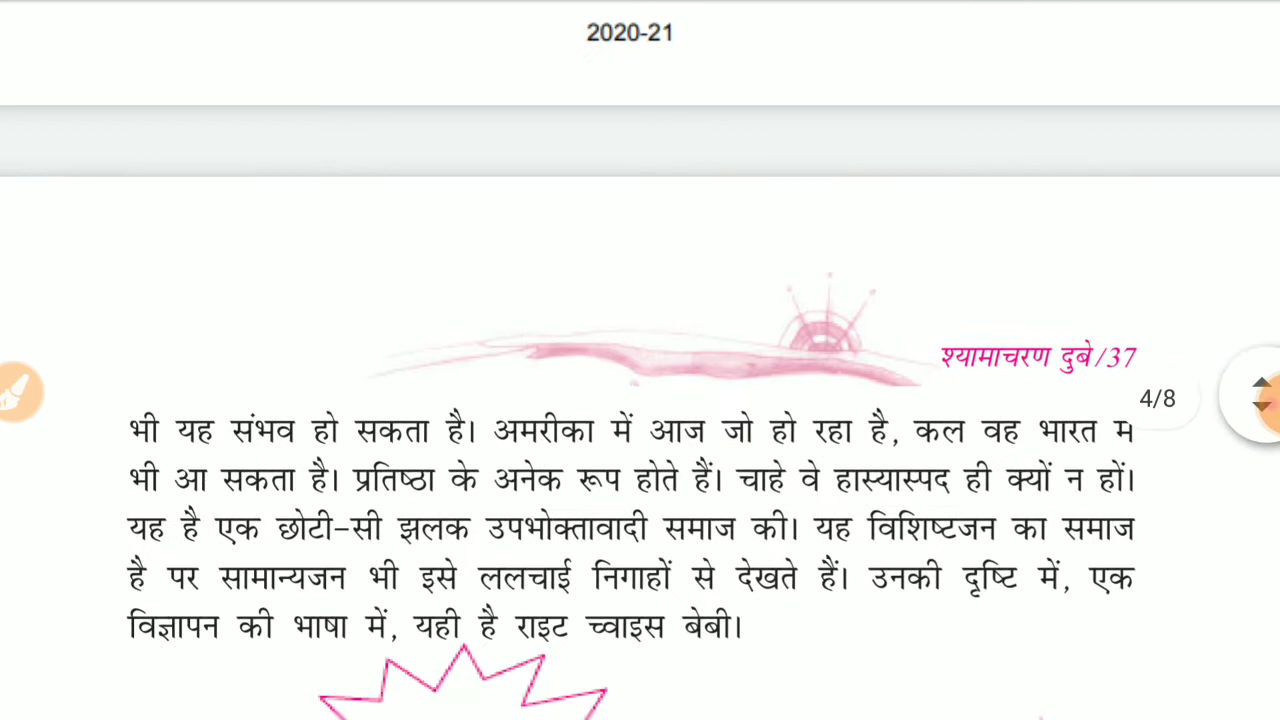 2020-21
श्यामाचरण दुबे/37
4/8
भी यह संभव हो सकता है। अमरीका में आज जो हो रहा है, कल वह भारत म
भी आ सकता है। प्रतिष्ठा के अनेक रूप होते हैं। चाहे वे हास्यास्पद ही क्यों न हों।
यह है एक छोटी-सी झलक उपभोक्तावादी समाज की। यह विशिष्टजन का समाज
है पर सामान्यजन भी इसे ललचाई निगाहों से देखते हैं। उनकी दृष्टि में, एक
विज्ञापन की भाषा में, यही है राइट च्वाइस बेबी।